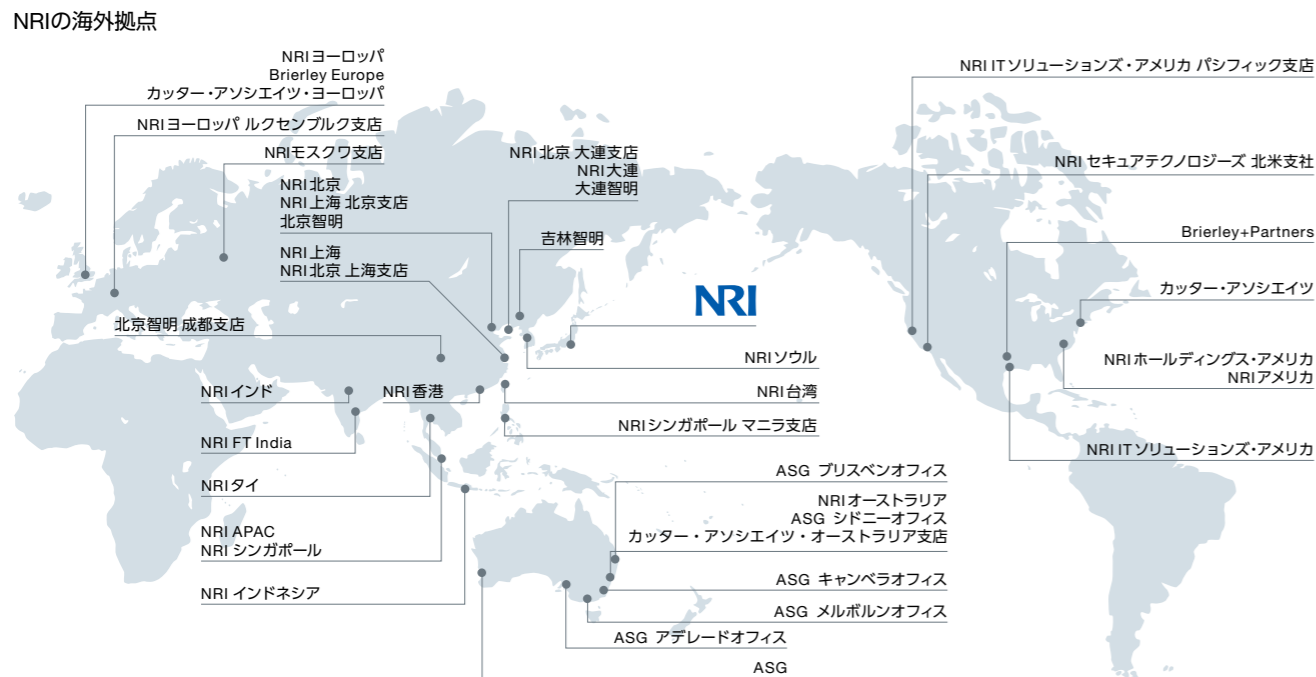 NRIの海外拠点
NRIヨーロッパ
Brierley Europe
カッター・アソシエイツ・ヨーロッパ
NRIヨーロッパ ルクセンブルク支店
NRIモスクワ支店
NRI北京
NRI上海 北京支店
北京智明
NRI上海
NRI北京 上海支店
北京智明 成都支店
NRI北京 大連支店
NRI大連
大連智明
吉林智明
NRI
NRIソウル
NRI台湾
NRIシンガポール マニラ支店
NRIインド
NRI香港
NRI FT India
NRIタイ
NRI APAC
NRI シンガポール
NRI インドネシア
ASG ブリスベンオフィス
NRIオーストラリア
ASG シドニーオフィス
カッター・アソシエイツ・オーストラリア支店
ASG キャンベラオフィス
ASG メルボルンオフィス
ASG アデレードオフィス
ASG
NRI ITソリューションズ・アメリカ パシフィック支店
NRI セキュアテクノロジーズ 北米支社
Brierley+Partners
カッター・アソシエイツ
NRIホールディングス・アメリカ
NRIアメリカ
NRI ITソリューションズ・アメリカ